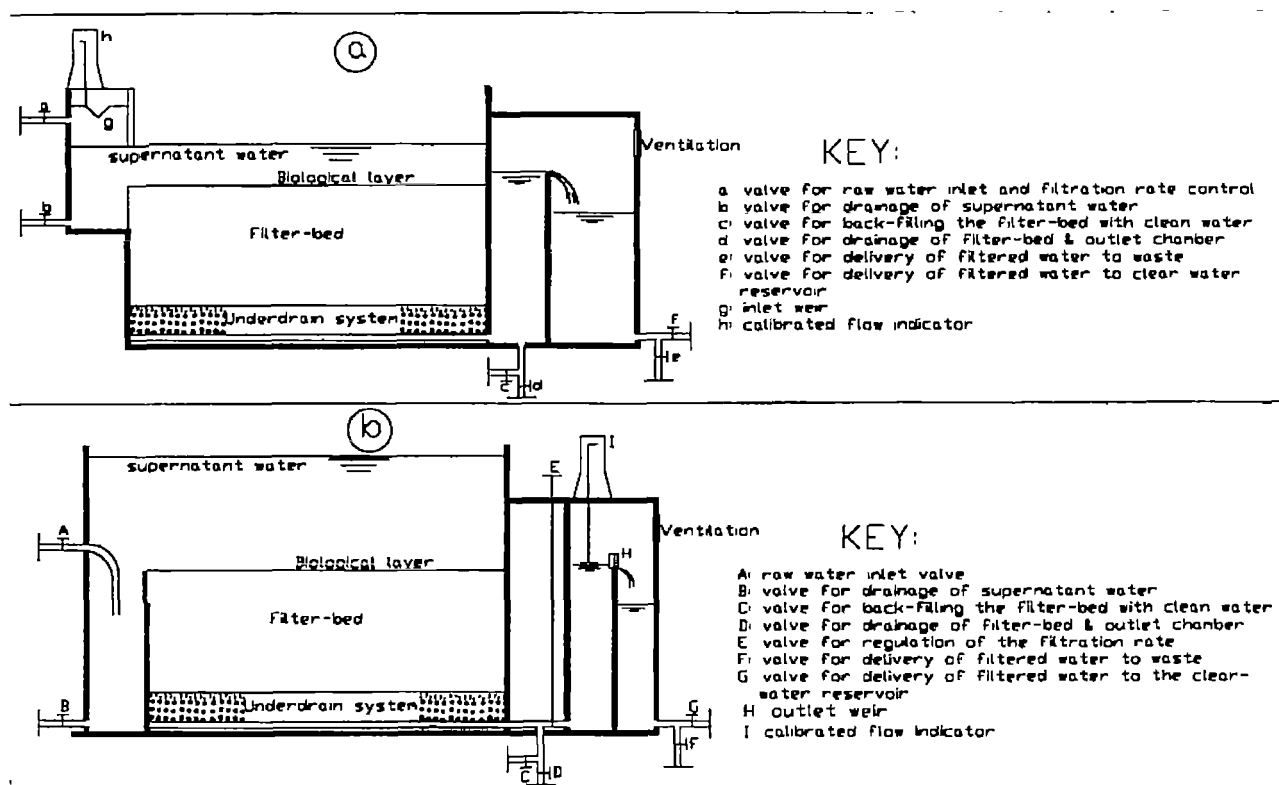 a
h
a
g
supernatant water
Biological layer
b
Filter-bed
Underdrain system
Ventilation
F
e
c
d
KEY:
a valve for raw water inlet and filtration rate control
b valve for drainage of supernatant water
c: valve for back-filling the filter-bed with clean water
d valve for drainage of filter-bed & outlet chamber
e: valve for delivery of filtered water to waste
F: valve for delivery of filtered water to clear water
reservoir
g: inlet weir
h: calibrated flow indicator
b
supernatant water
E
I
A
Ventilation
H
Biological layer
Filter-bed
Underdrain system
B
G
F
C
D
KEY:
A: raw water inlet valve
B: valve for drainage of supernatant water
C: valve for back-filling the filter-bed with clean water
D: valve for drainage of filter-bed & outlet chamber
E valve for regulation of the filtration rate
F: valve for delivery of filtered water to waste
G valve for delivery of filtered water to the clear-
water reservoir
H outlet weir
I calibrated flow indicator